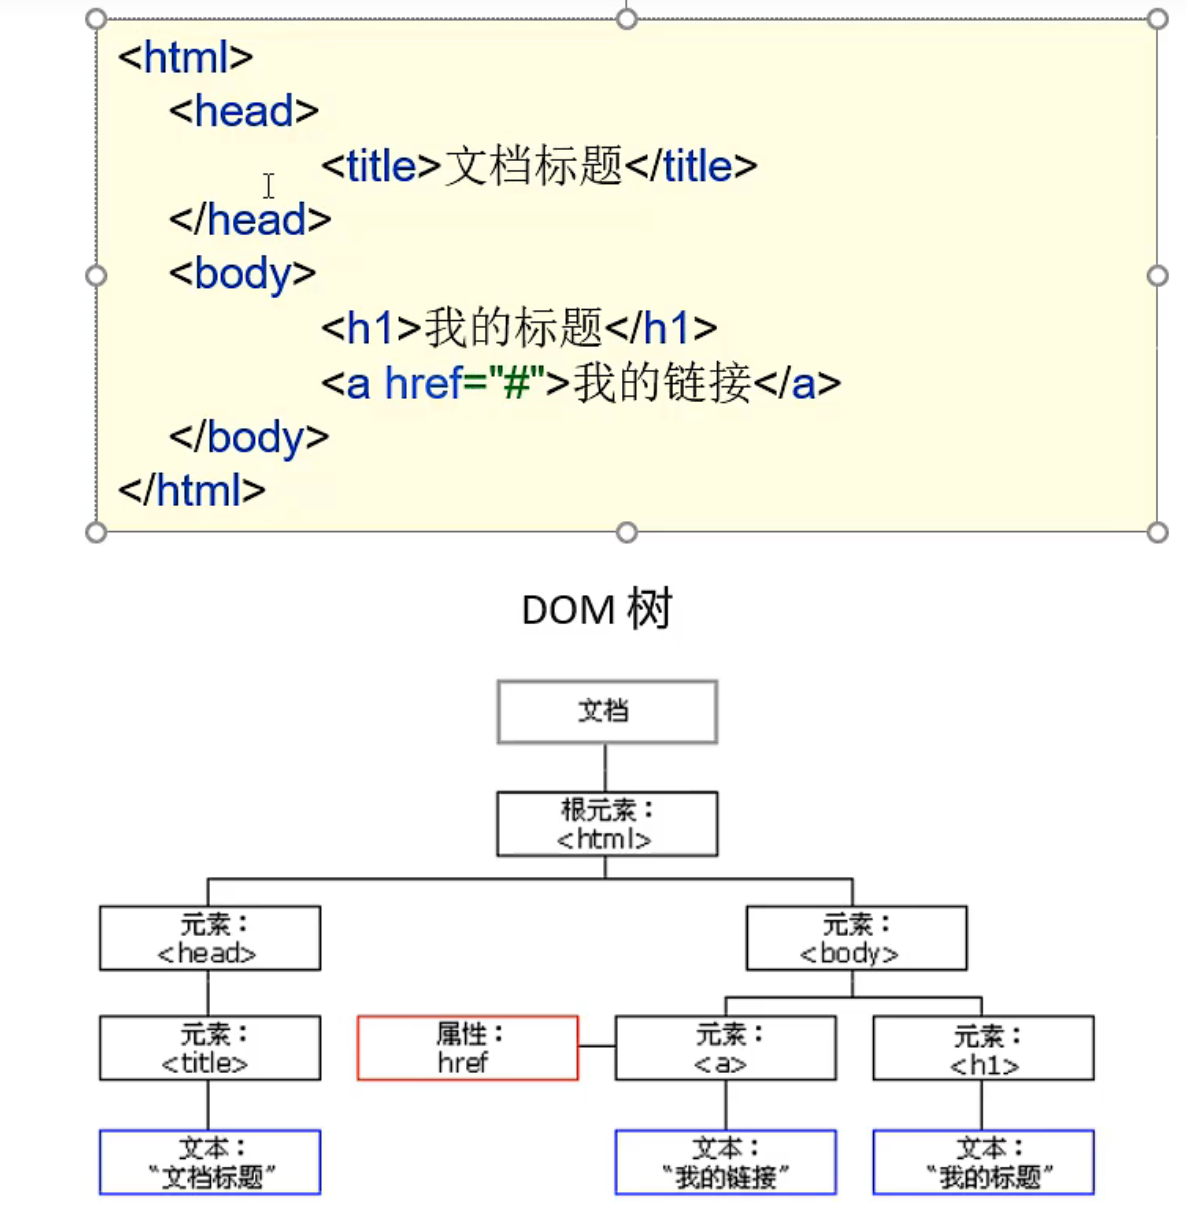 <html>
<head>
<title>文档标题</title>
</head>
<body>
<h1>我的标题</h1>
<a href="#">我的链接</a>
</body>
</html>
DOM 树
文档
根元素：
<html>
元素：
<head>
元素：
<body>
元素：
<title>
属性：
href
元素：
<a>
元素：
<h1>
文本：
“文档标题”
文本：
“我的链接”
文本：
“我的标题”